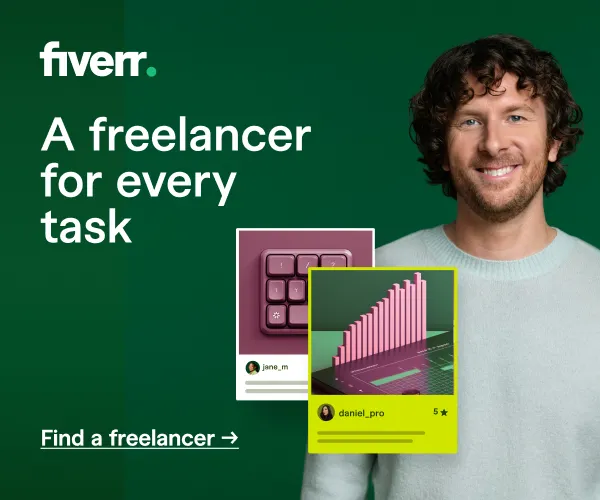 fiverr.
A freelancer
for every
task
jane_m
daniel_pro
5 ★
Find a freelancer →